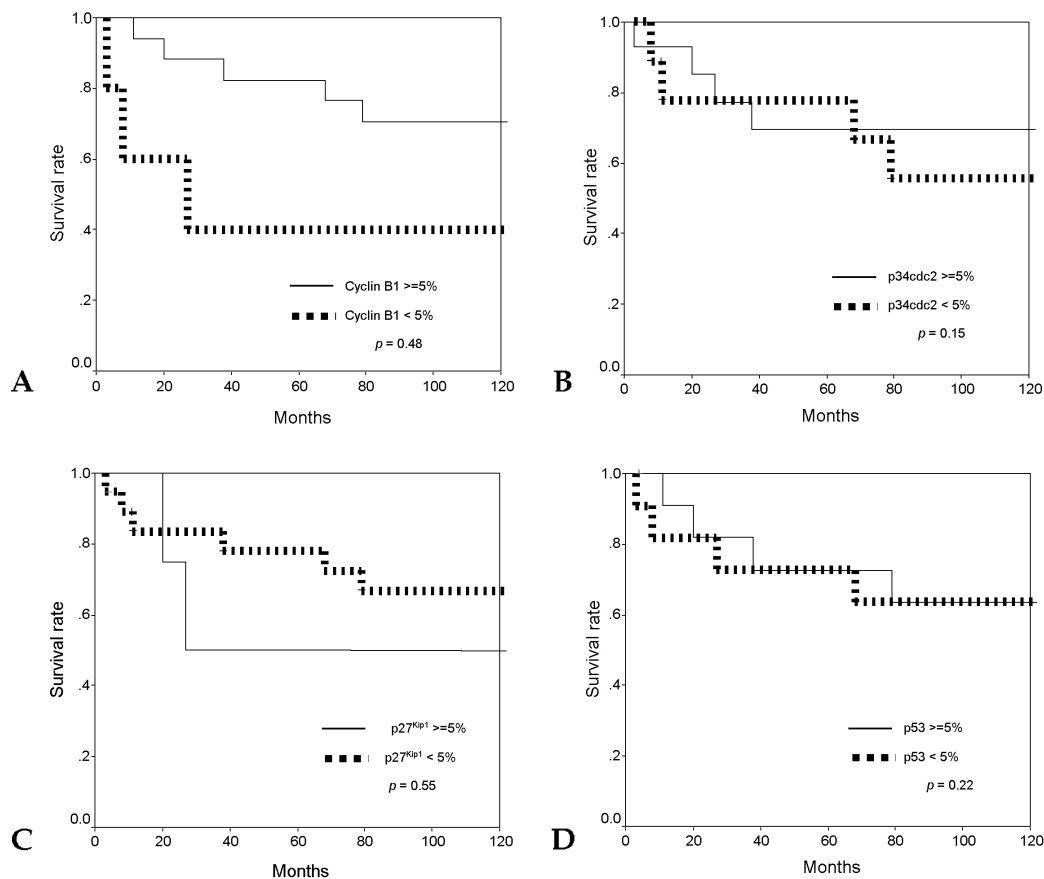 1.0
.8
.6
.4
.2
0.0
Survival rate
Cyclin B1 >=5%
Cyclin B1 < 5%
p = 0.48
0 20 40 60 80 100 120
Months
A
1.0
.8
.6
.4
.2
0.0
Survival rate
p34cdc2 >=5%
p34cdc2 < 5%
p = 0.15
0 20 40 60 80 100 120
Months
B
1.0
.8
.6
.4
.2
0.0
Survival rate
p27Kip1 >=5%
p27Kip1 < 5%
p = 0.55
0 20 40 60 80 100 120
Months
C
1.0
.8
.6
.4
.2
0.0
Survival rate
p53 >=5%
p53 < 5%
p = 0.22
0 20 40 60 80 100 120
Months
D